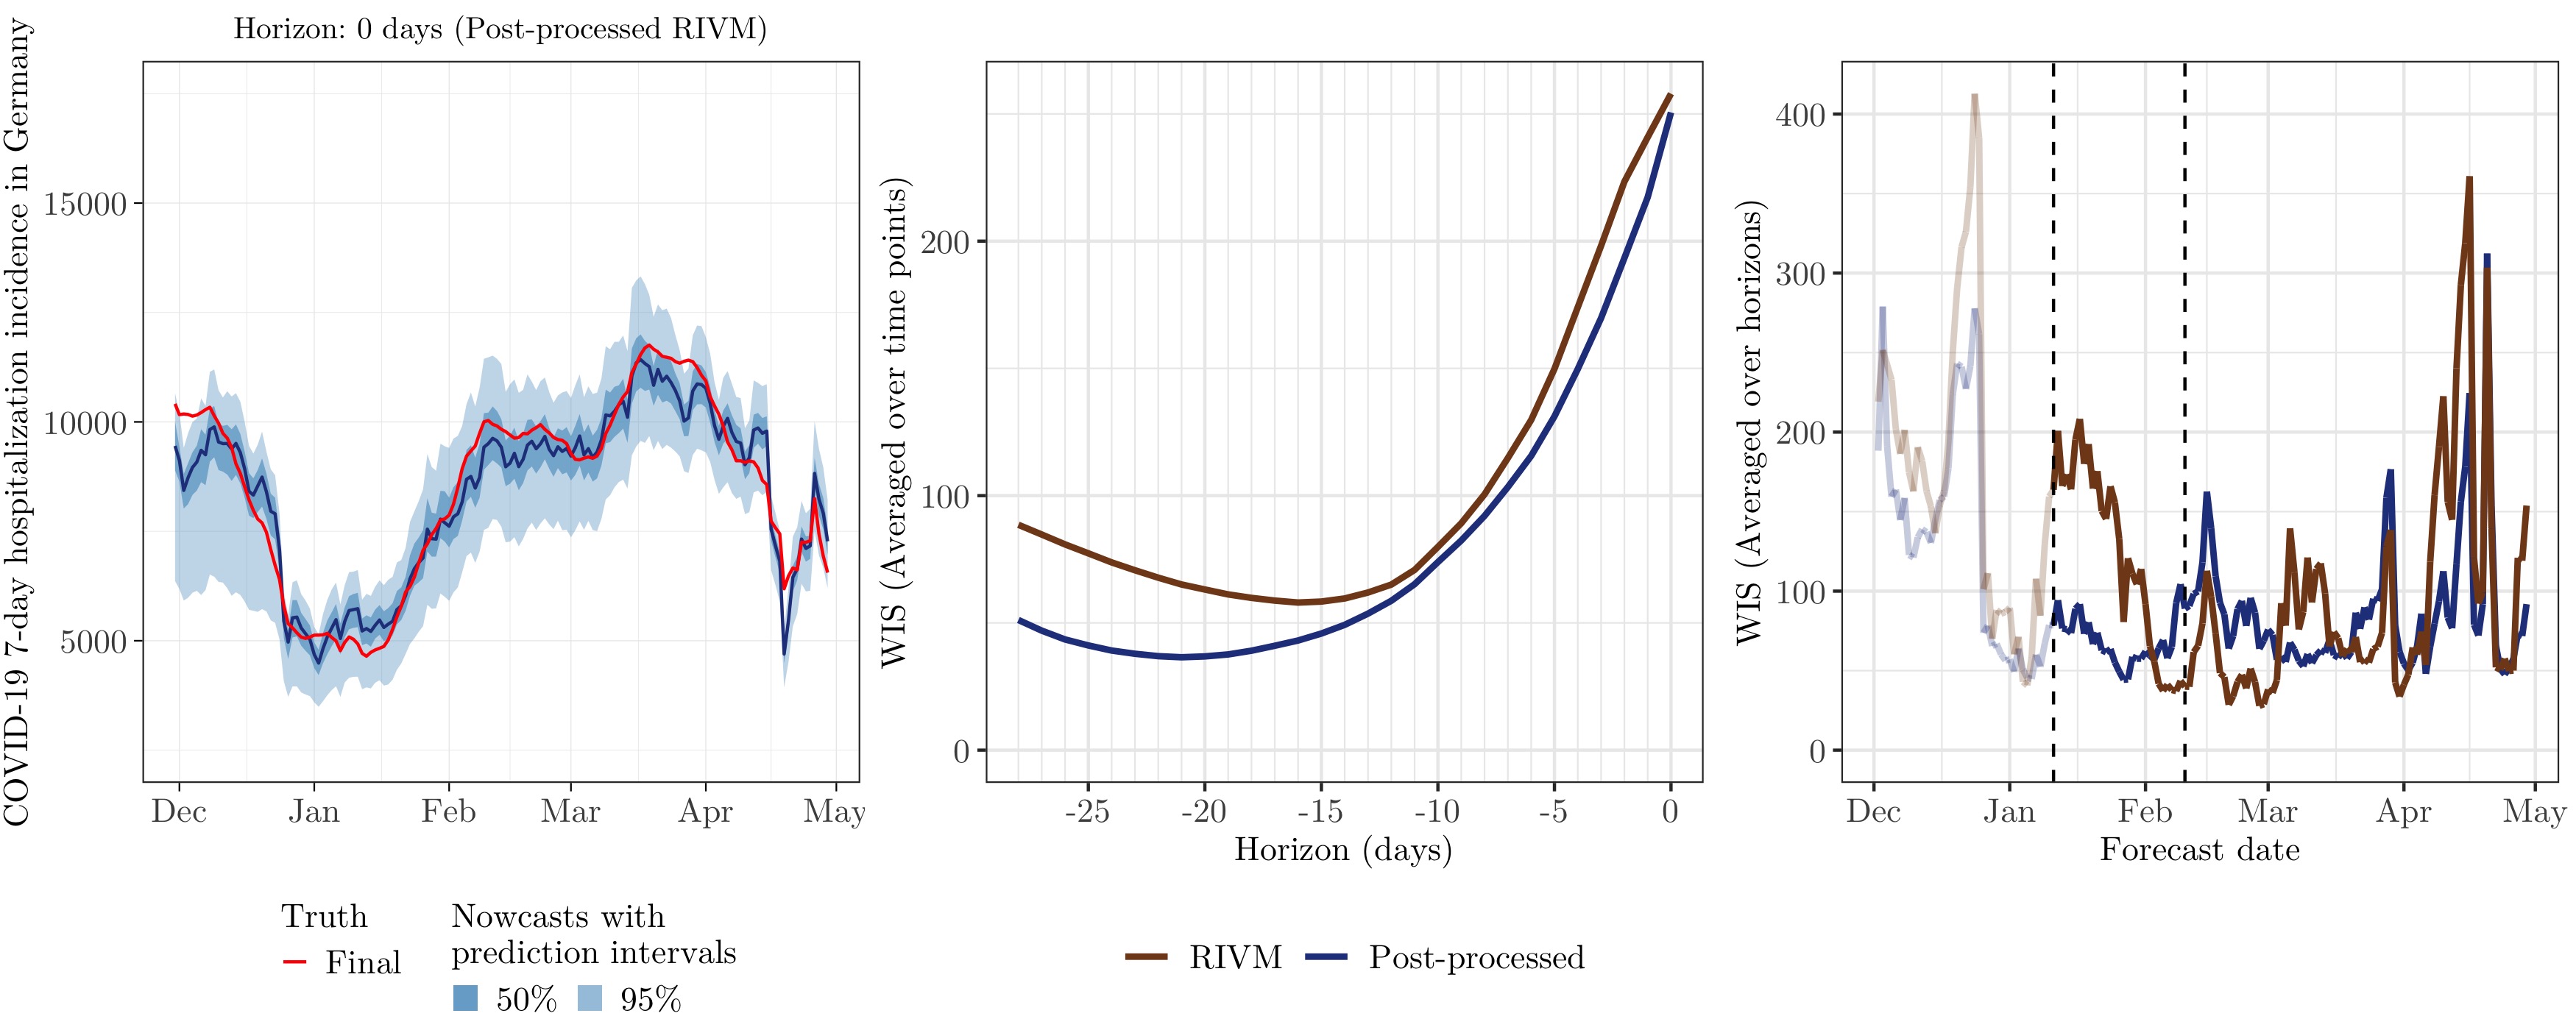 Horizon: 0 days (Post-processed RIVM)
COVID-19 7-day hospitalization incidence in Germany
15000
10000
5000
Dec Jan Feb Mar Apr May
Truth
Final
Nowcasts with
prediction intervals
50% 95%
WIS (Averaged over time points)
200
100
0
-25 -20 -15 -10 -5 0
Horizon (days)
RIVM Post-processed
WIS (Averaged over horizons)
400
300
200
100
0
Dec Jan Feb Mar Apr May
Forecast date